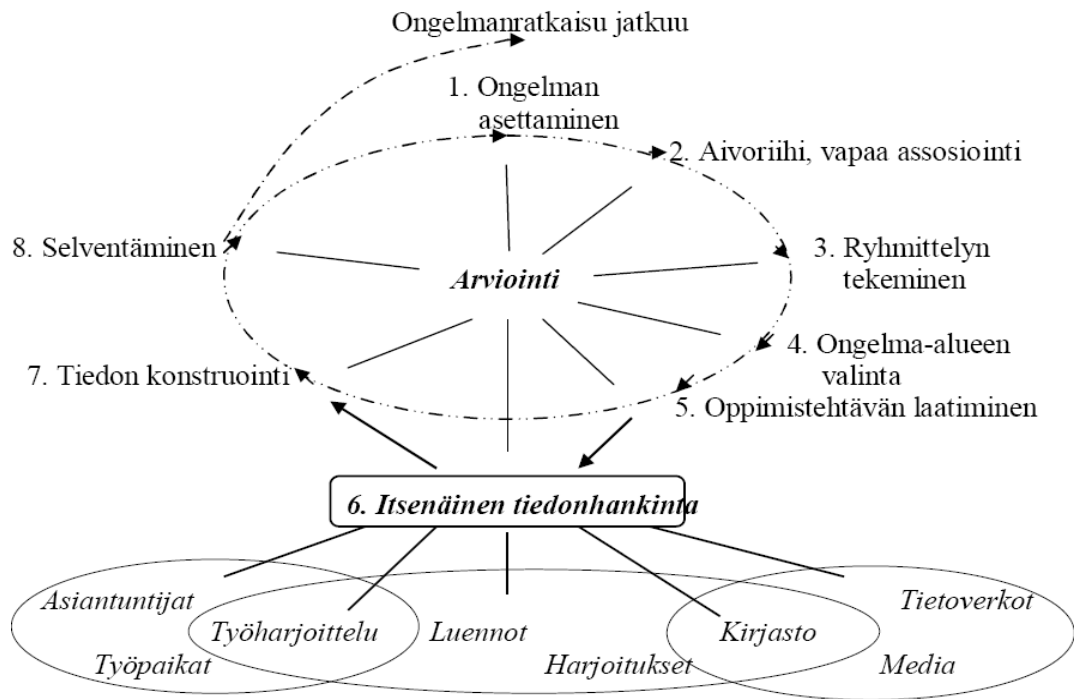 Ongelmanratkaisu jatkuu
1. Ongelman
asettaminen
2. Aivoriihi, vapaa assosiointi
8. Selventäminen
3. Ryhmittelyn
tekeminen
Arviointi
4. Ongelma-alueen
valinta
7. Tiedon konstruointi
5. Oppimistehtävän laatiminen
6. Itsenäinen tiedonhankinta
Asiantuntijat
Tietoverkot
Työharjoittelu
Luennot
Kirjasto
Työpaikat
Harjoitukset
Media